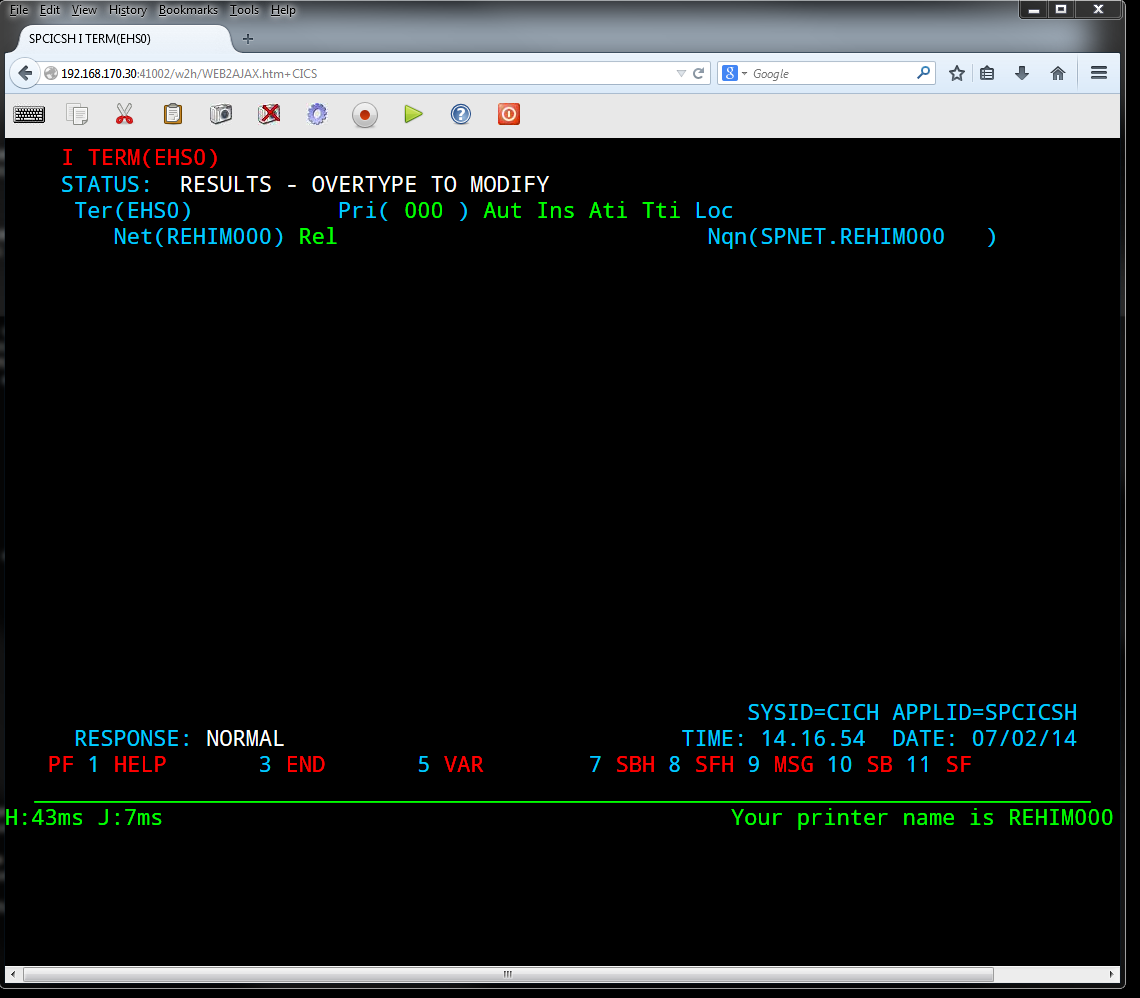 File Edit View History Bookmarks Tools Help
SPCICSH I TERM(EHS0)
192.168.170.30:41002/w2h/WEB2AJAX.htm+CICS
8 Google
I TERM(EHS0)
STATUS: RESULTS - OVERTYPE TO MODIFY
Ter(EHS0) Pri( 000 ) Aut Ins Ati Tti Loc
Net(REHIM000) Rel Nqn(SPNET.REHIM000 )
SYSID=CICH APPLID=SPCICSH
RESPONSE: NORMAL TIME: 14.16.54 DATE: 07/02/14
PF 1 HELP 3 END 5 VAR 7 SBH 8 SFH 9 MSG 10 SB 11 SF
H:43ms J:7ms Your printer name is REHIM000